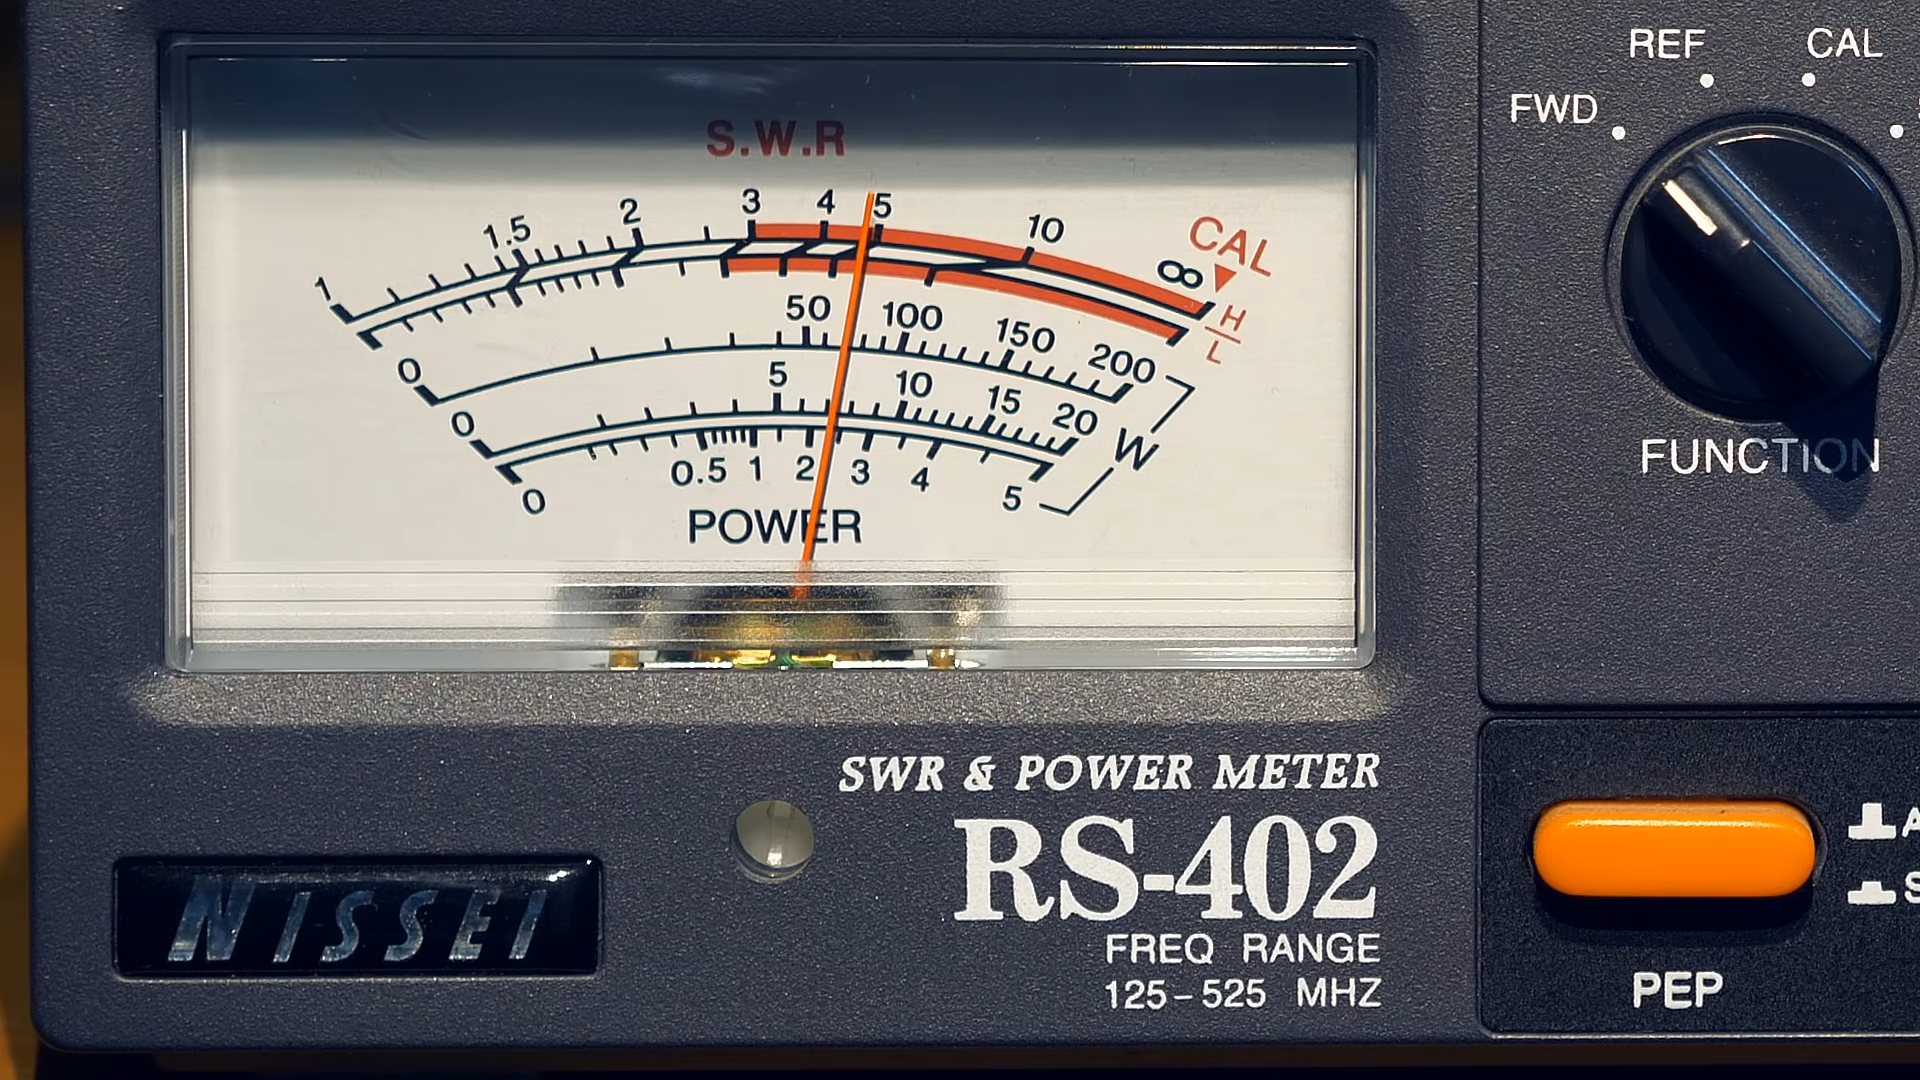 REF CAL
FWD
S.W.R
1 1.5 2 3 4 5 10 ∞ CAL
H
L
0 50 100 150 200
0 5 10 15 20
W
0 0.5 1 2 3 4 5
POWER
FUNCTION
SWR & POWER METER
RS-402
FREQ RANGE
125-525 MHZ
NISSEI
PEP